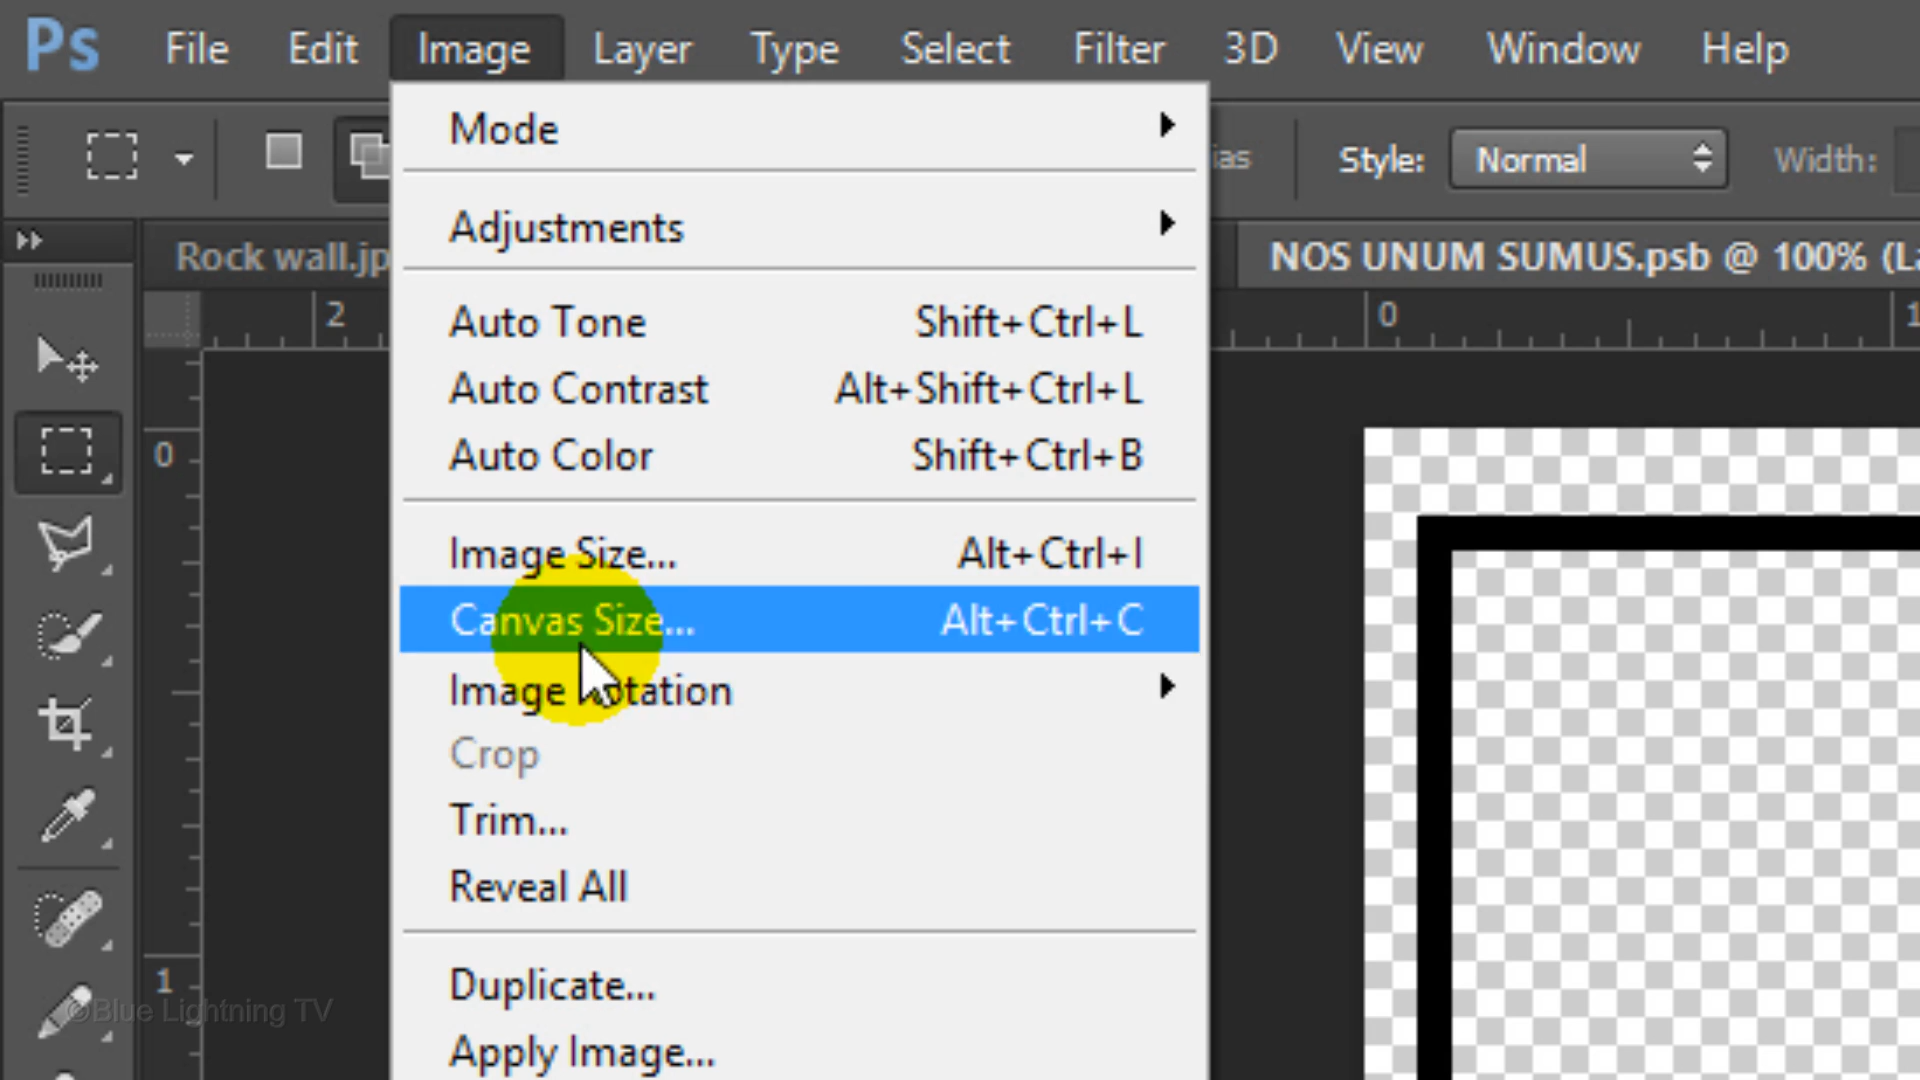 Ps File Edit Image Layer Type Select Filter 3D View Window Help
Mode
Style: Normal Width:
Adjustments
Rock wall.jp
NOS UNUM SUMUS.psb @ 100% (La
2 0 1
Auto Tone Shift+Ctrl+L
Auto Contrast Alt+Shift+Ctrl+L
0
Auto Color Shift+Ctrl+B
Image Size... Alt+Ctrl+I
Canvas Size... Alt+Ctrl+C
Image Rotation
Crop
Trim...
Reveal All
1
Duplicate...
©Blue Lightning TV
Apply Image...